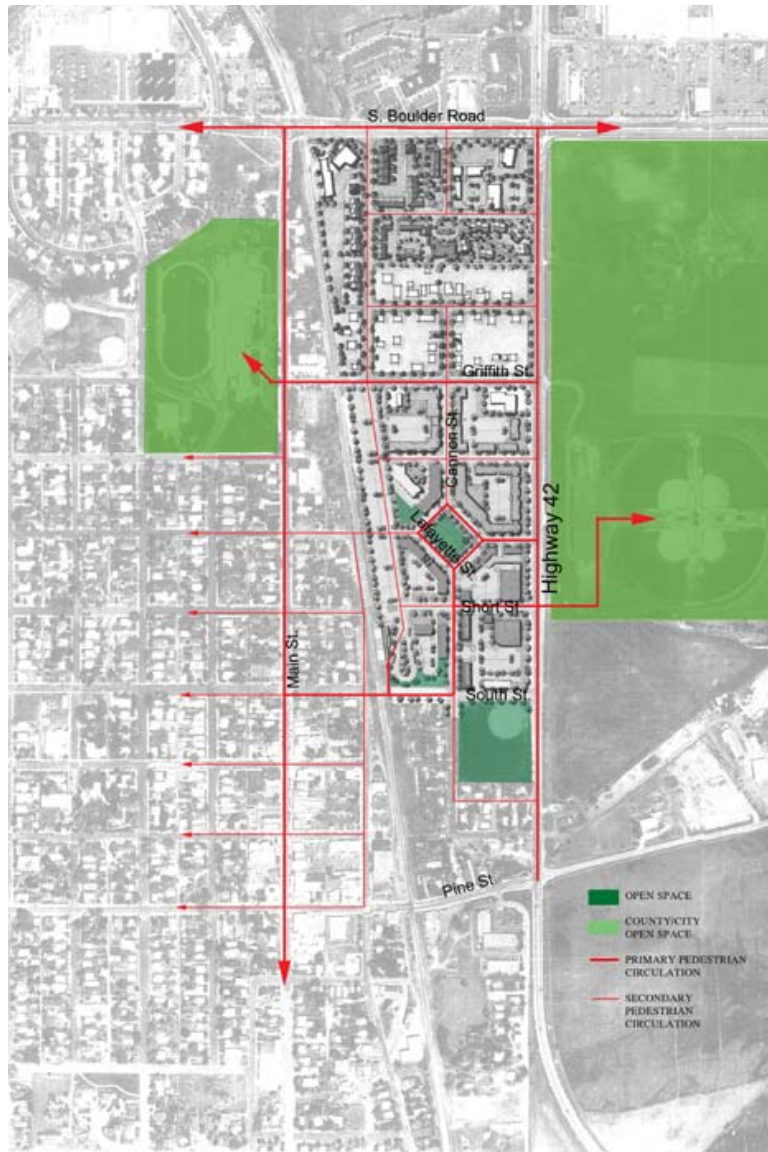 S. Boulder Road
Griffith St.
Cannon St.
Lafayette St.
Highway 42
Short St.
Main St.
South St.
Pine St.
OPEN SPACE
COUNTY/CITY
OPEN SPACE
PRIMARY PEDESTRIAN
CIRCULATION
SECONDARY
PEDESTRIAN
CIRCULATION